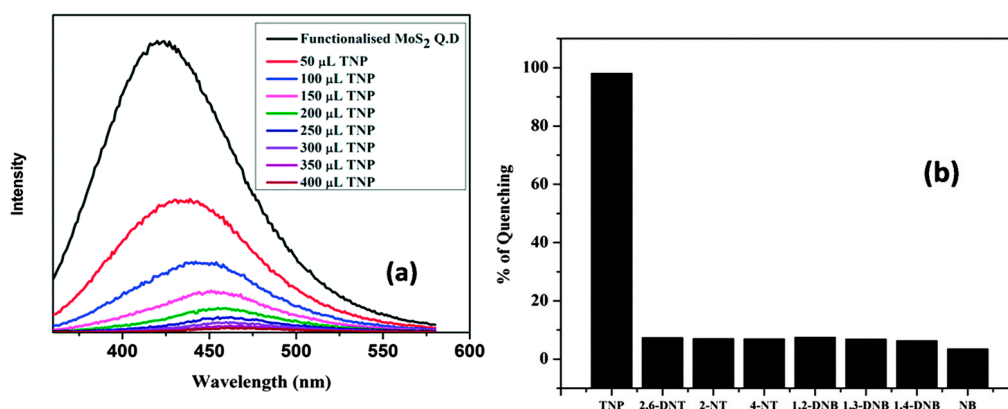 Intensity
Functionalised MoS₂ Q.D
50 µL TNP
100 µL TNP
150 µL TNP
200 µL TNP
250 µL TNP
300 µL TNP
350 µL TNP
400 µL TNP
(a)
400 450 500 550 600
Wavelength (nm)
% of Quenching
100
80
60
40
20
0
(b)
TNP 2,6-DNT 2-NT 4-NT 1,2-DNB 1,3-DNB 1,4-DNB NB